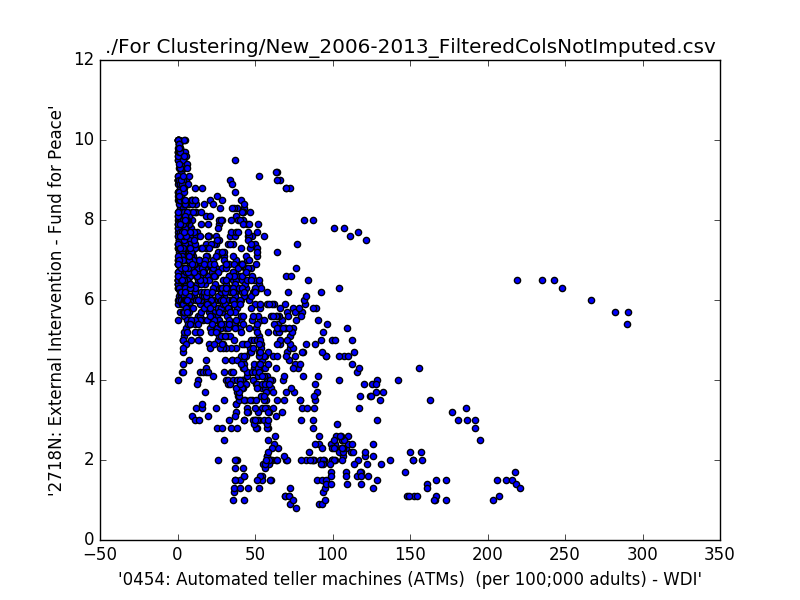 ./For Clustering/New_2006-2013_FilteredColsNotImputed.csv
12
10
8
6
4
2
0
'2718N: External Intervention - Fund for Peace'
−50 0 50 100 150 200 250 300 350
'0454: Automated teller machines (ATMs)  (per 100;000 adults) - WDI'